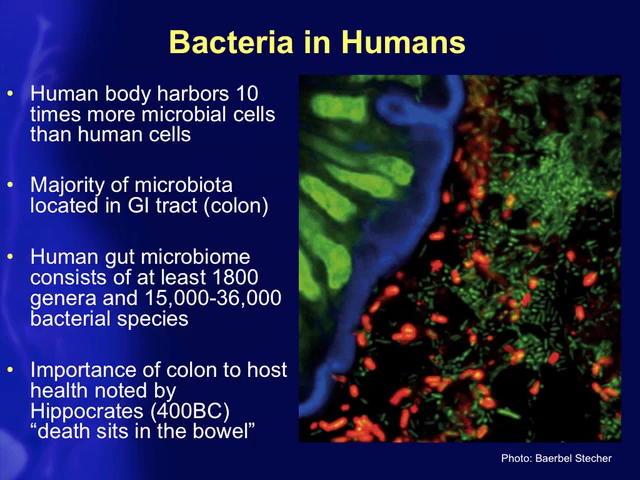 Bacteria in Humans
• Human body harbors 10
times more microbial cells
than human cells
• Majority of microbiota
located in GI tract (colon)
• Human gut microbiome
consists of at least 1800
genera and 15,000-36,000
bacterial species
• Importance of colon to host
health noted by
Hippocrates (400BC)
“death sits in the bowel”
Photo: Baerbel Stecher